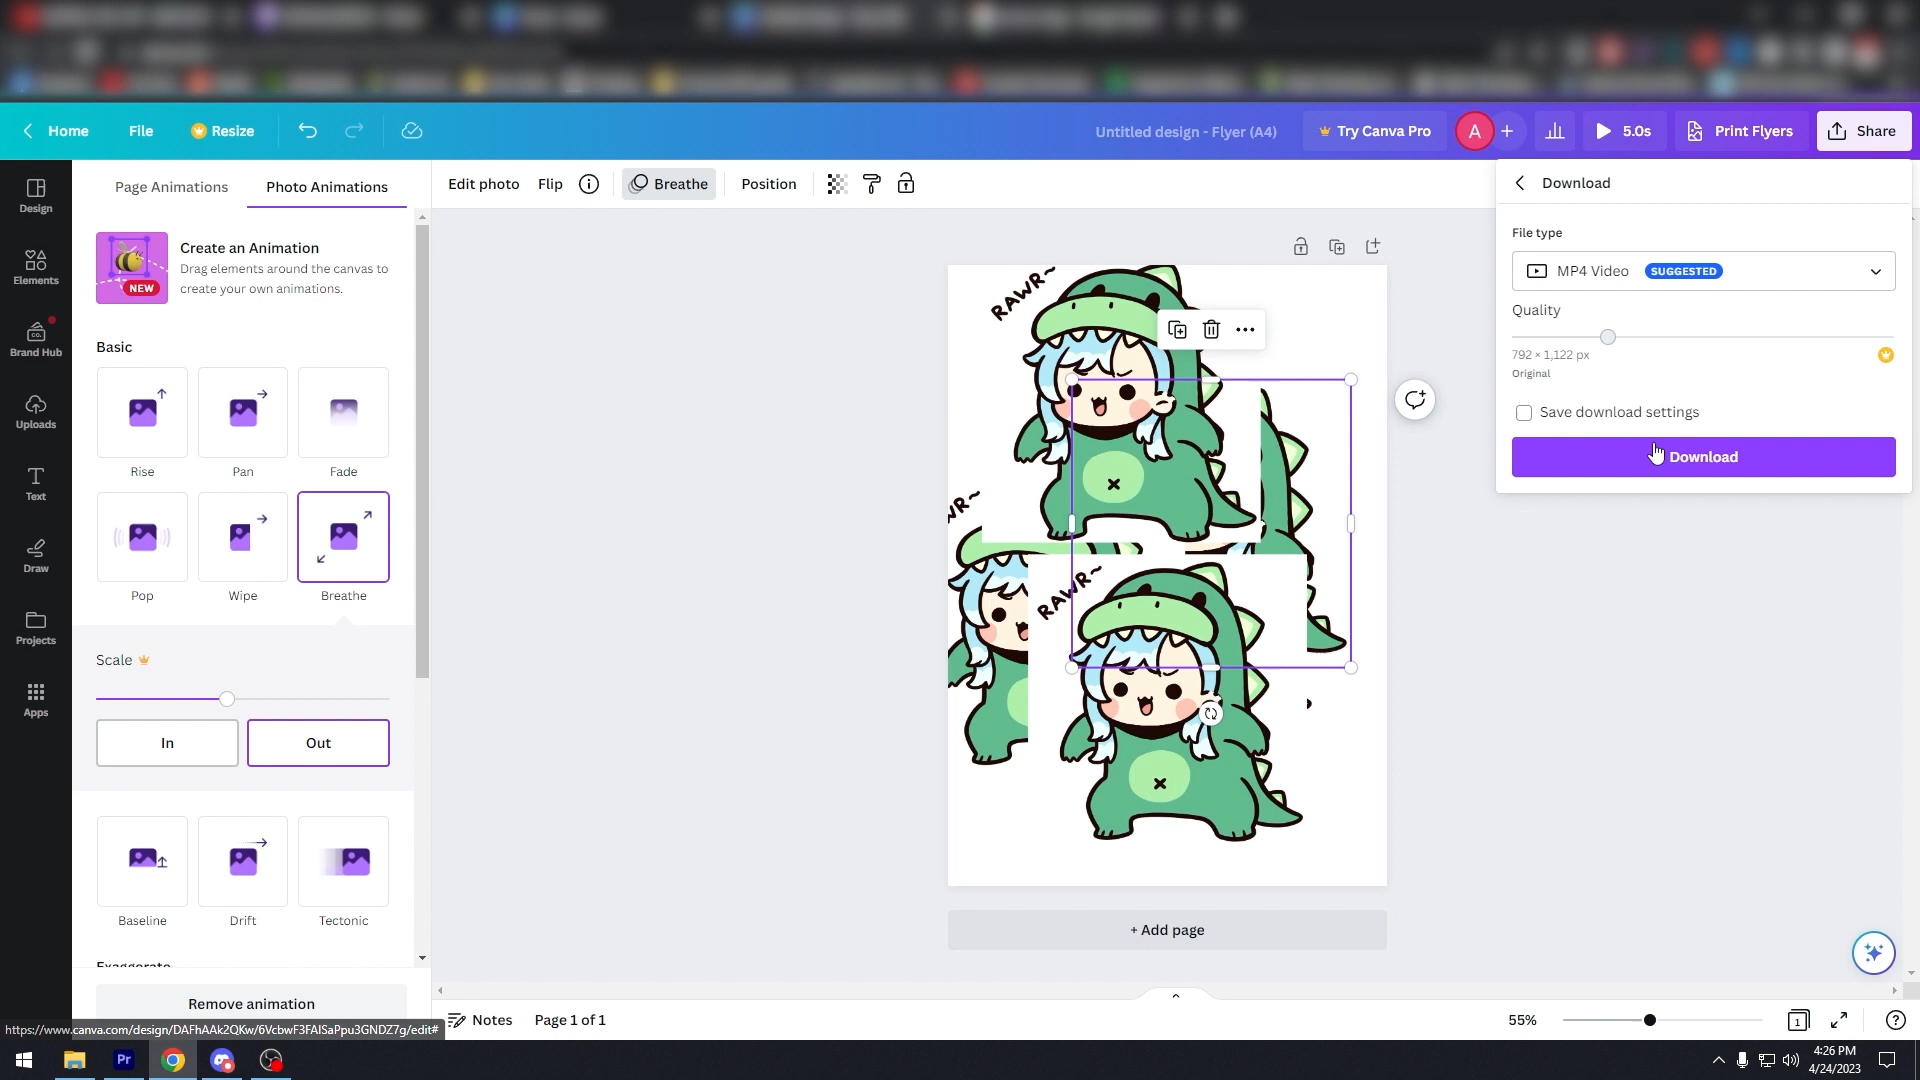 Home
File
Resize
Untitled design - Flyer (A4)
Try Canva Pro
A
5.0s
Print Flyers
Share
Design
Elements
CO.
Brand Hub
Uploads
Text
Draw
Projects
Apps
Page Animations
Photo Animations
Create an Animation
Drag elements around the canvas to
create your own animations.
NEW
Basic
Rise
Pan
Fade
Pop
Wipe
Breathe
Scale
In
Out
Baseline
Drift
Tectonic
Exaggerate
Remove animation
Edit photo
Flip
Breathe
Position
RAWR~
WR~
RAWR~
+ Add page
Download
File type
MP4 Video
SUGGESTED
Quality
792 × 1,122 px
Original
Save download settings
Download
https://www.canva.com/design/DAFhAAk2QKw/6VcbwF3FAISaPpu3GNDZ7g/edit#
Notes
Page 1 of 1
55%
1
Pr
4:26 PM
4/24/2023